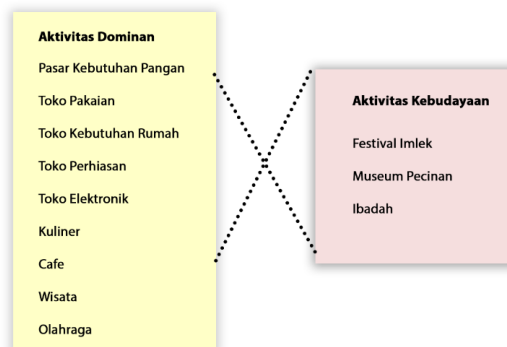 Aktivitas Dominan
Pasar Kebutuhan Pangan
Toko Pakaian
Toko Kebutuhan Rumah
Toko Perhiasan
Toko Elektronik
Kuliner
Cafe
Wisata
Olahraga
Aktivitas Kebudayaan
Festival Imlek
Museum Pecinan
Ibadah